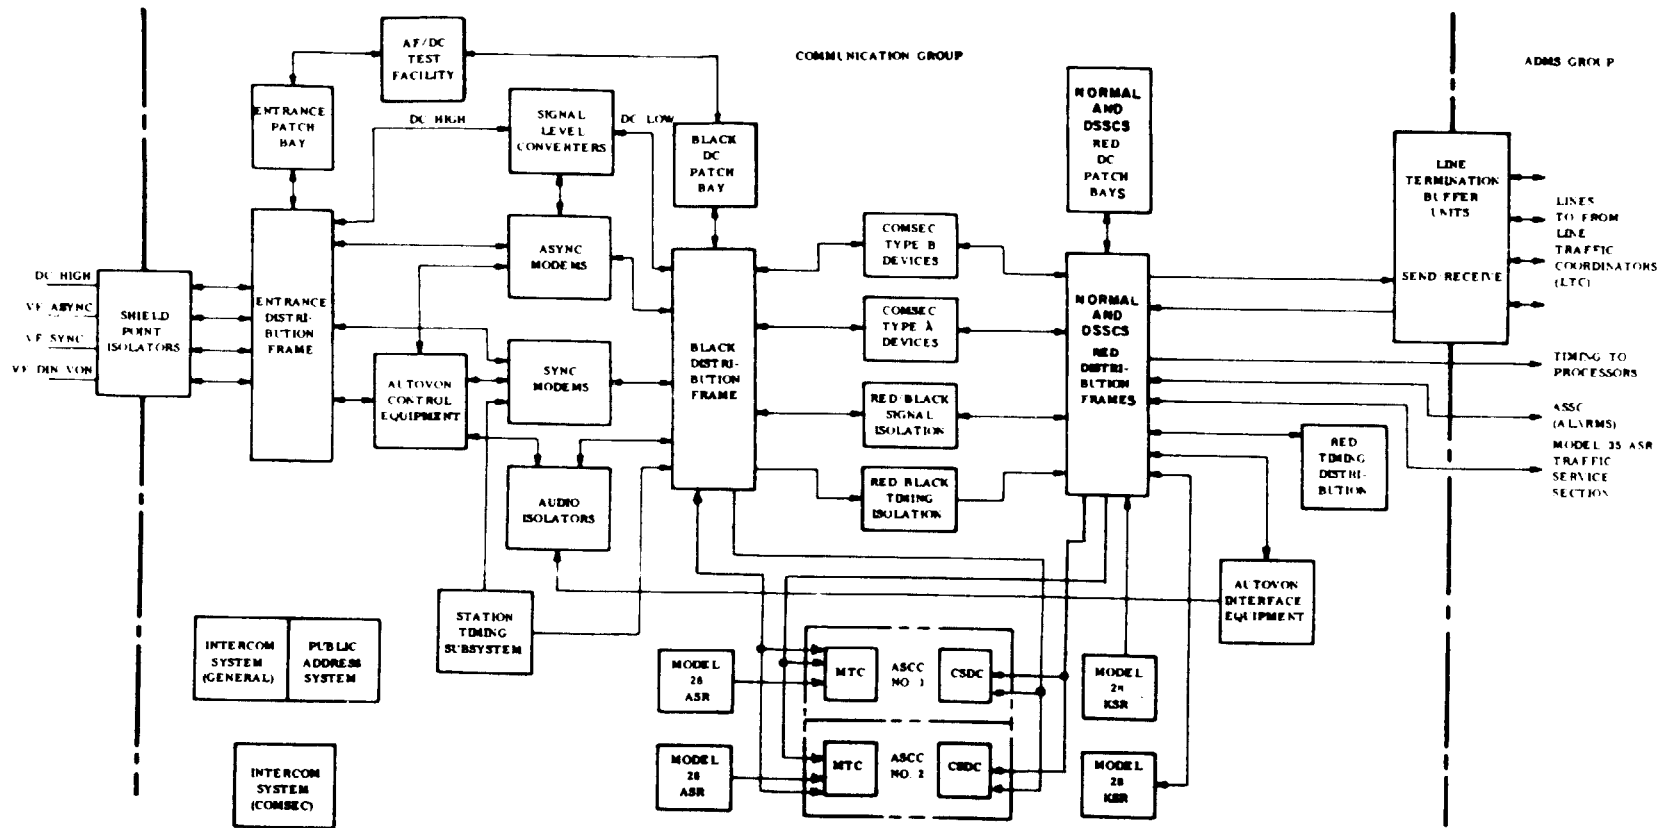 COMMUNICATION GROUP
ADMS GROUP
AF/DC
TEST
FACILITY
ENTRANCE
PATCH
BAY
DC HIGH
SIGNAL
LEVEL
CONVERTERS
DC LOW
BLACK
DC
PATCH
BAY
NORMAL
AND
DSSCS
RED
DC
PATCH
BAYS
LINE
TERMINATION
BUFFER
UNITS
SEND/RECEIVE
LINES
TO FROM
LINE
TRAFFIC
COORDINATORS
(LTC)
DC HIGH
VF ASYNC
VF SYNC
VF DIN VON
SHIELD
POINT
ISOLATORS
ENTRANCE
DISTRI-
BUTION
FRAME
ASYNC
MODEMS
SYNC
MODEMS
AUTOVON
CONTROL
EQUIPMENT
AUDIO
ISOLATORS
BLACK
DISTRI-
BUTION
FRAME
COMSEC
TYPE B
DEVICES
COMSEC
TYPE A
DEVICES
RED/BLACK
SIGNAL
ISOLATION
RED BLACK
TIMING
ISOLATION
NORMAL
AND
DSSCS
RED
DISTRI-
BUTION
FRAMES
TIMING TO
PROCESSORS
ASSC
(ALARMS)
MODEL 35 ASR
TRAFFIC
SERVICE
SECTION
RED
TIMING
DISTRI-
BUTION
AUTOVON
INTERFACE
EQUIPMENT
STATION
TIMING
SUBSYSTEM
INTERCOM
SYSTEM
(GENERAL)
PUBLIC
ADDRESS
SYSTEM
INTERCOM
SYSTEM
(COMSEC)
MODEL
28
ASR
MTC
ASCC
NO. 1
CSDC
MODEL
28
KSR
MODEL
28
ASR
MTC
ASCC
NO. 2
CSDC
MODEL
28
KSR